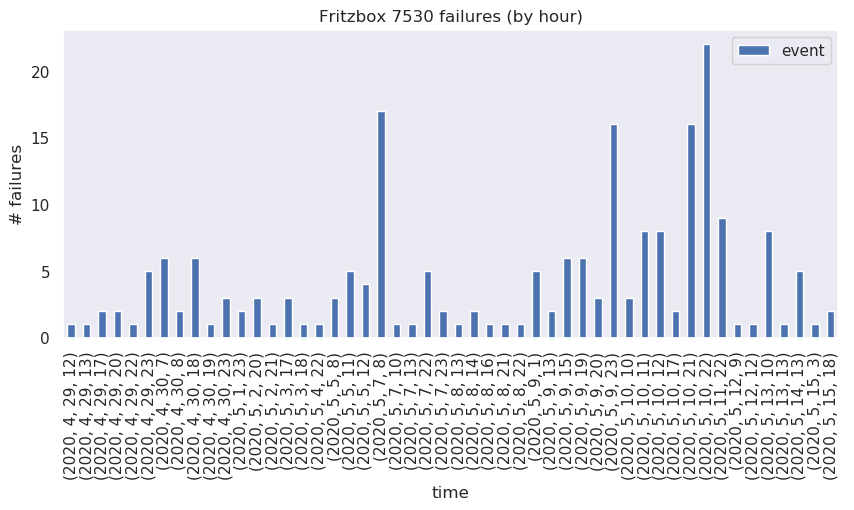 Fritzbox 7530 failures (by hour)
event
# failures
20
15
10
5
0
(2020, 4, 29, 12)
(2020, 4, 29, 13)
(2020, 4, 29, 17)
(2020, 4, 29, 20)
(2020, 4, 29, 22)
(2020, 4, 29, 23)
(2020, 4, 30, 7)
(2020, 4, 30, 8)
(2020, 4, 30, 18)
(2020, 4, 30, 19)
(2020, 4, 30, 23)
(2020, 5, 1, 23)
(2020, 5, 2, 20)
(2020, 5, 2, 21)
(2020, 5, 3, 17)
(2020, 5, 3, 18)
(2020, 5, 4, 22)
(2020, 5, 5, 8)
(2020, 5, 5, 11)
(2020, 5, 5, 12)
(2020, 5, 7, 8)
(2020, 5, 7, 10)
(2020, 5, 7, 13)
(2020, 5, 7, 22)
(2020, 5, 7, 23)
(2020, 5, 8, 13)
(2020, 5, 8, 14)
(2020, 5, 8, 16)
(2020, 5, 8, 21)
(2020, 5, 8, 22)
(2020, 5, 9, 1)
(2020, 5, 9, 13)
(2020, 5, 9, 15)
(2020, 5, 9, 19)
(2020, 5, 9, 20)
(2020, 5, 9, 23)
(2020, 5, 10, 10)
(2020, 5, 10, 11)
(2020, 5, 10, 12)
(2020, 5, 10, 17)
(2020, 5, 10, 21)
(2020, 5, 10, 22)
(2020, 5, 11, 22)
(2020, 5, 12, 9)
(2020, 5, 12, 12)
(2020, 5, 13, 10)
(2020, 5, 13, 13)
(2020, 5, 14, 13)
(2020, 5, 15, 3)
(2020, 5, 15, 18)
time